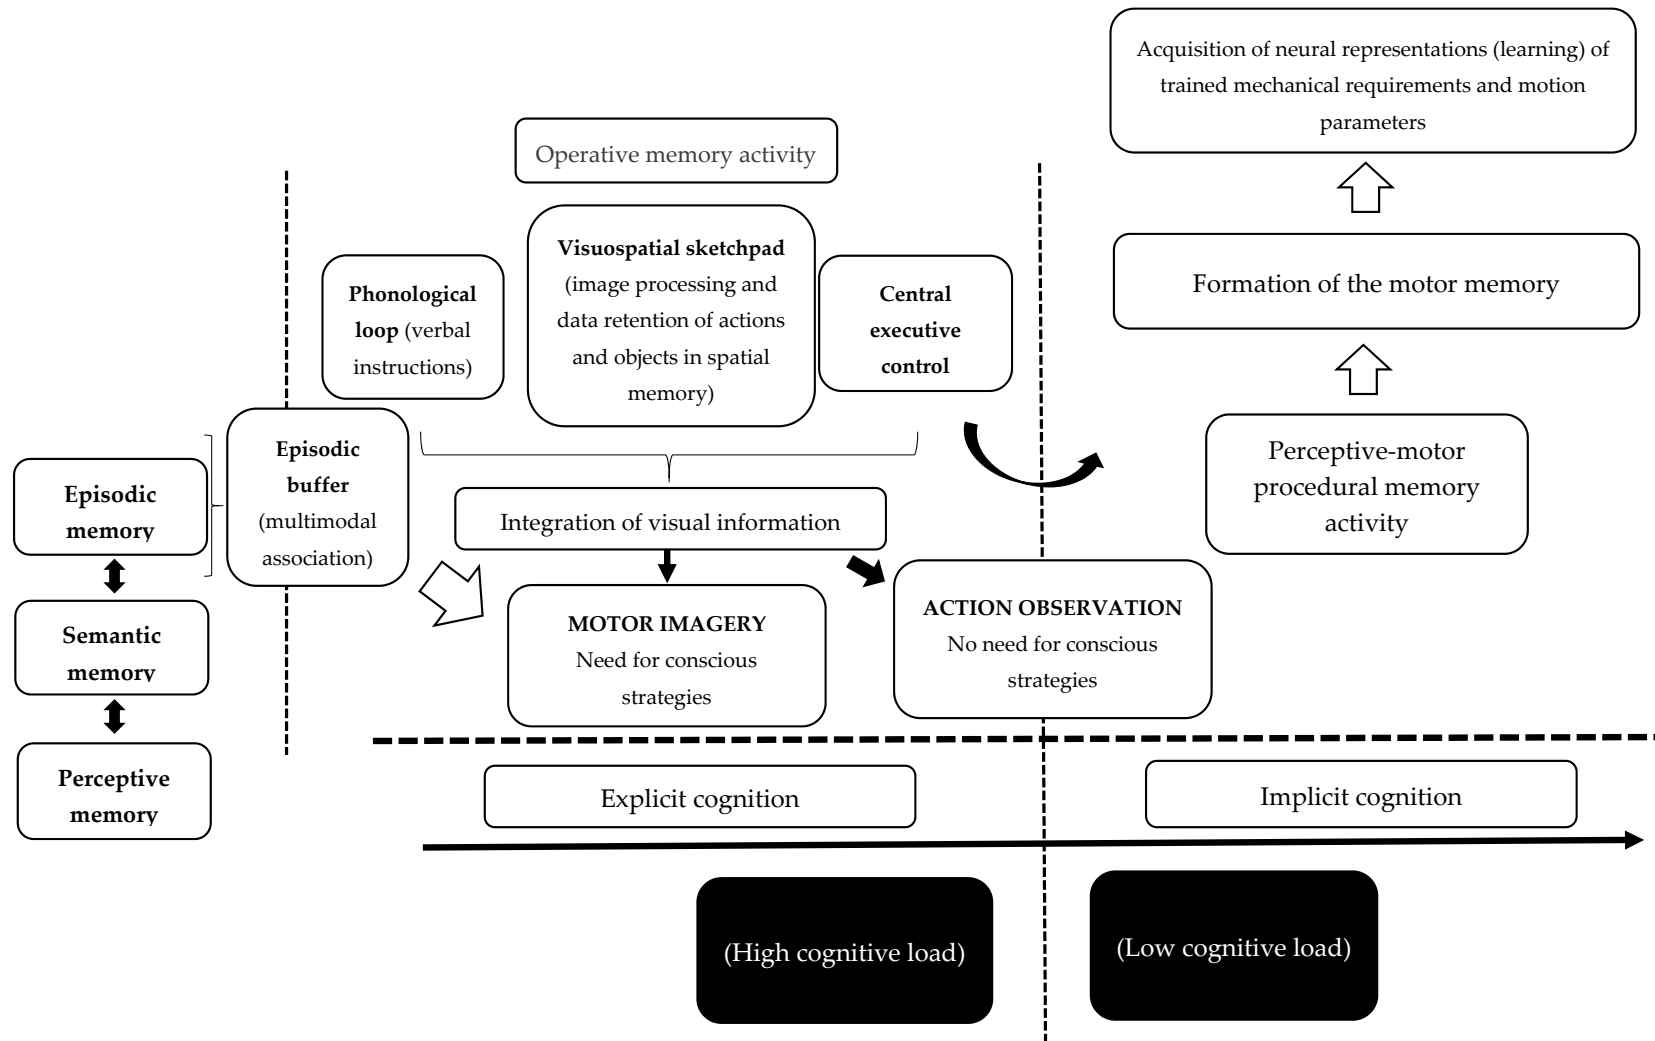 Acquisition of neural representations (learning) of
trained mechanical requirements and motion
parameters
Operative memory activity
Visuospatial sketchpad
(image processing and
data retention of actions
and objects in spatial
memory)
Phonological
loop (verbal
instructions)
Central
executive
control
Formation of the motor memory
Episodic
buffer
(multimodal
association)
Perceptive-motor
procedural memory
activity
Episodic
memory
Integration of visual information
Semantic
memory
MOTOR IMAGERY
Need for conscious
strategies
ACTION OBSERVATION
No need for conscious
strategies
Perceptive
memory
Explicit cognition
Implicit cognition
(High cognitive load)
(Low cognitive load)